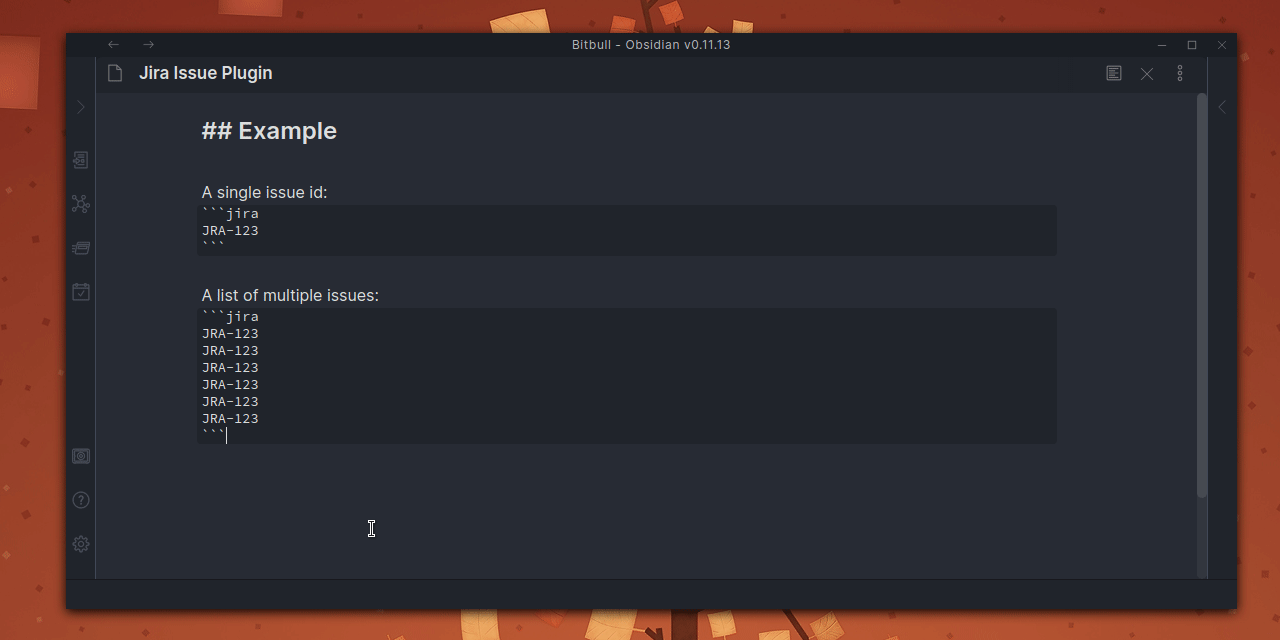 Bitbull - Obsidian v0.11.13
Jira Issue Plugin
## Example
A single issue id:
```jira
JRA-123
```
A list of multiple issues:
```jira
JRA-123
JRA-123
JRA-123
JRA-123
JRA-123
JRA-123
```